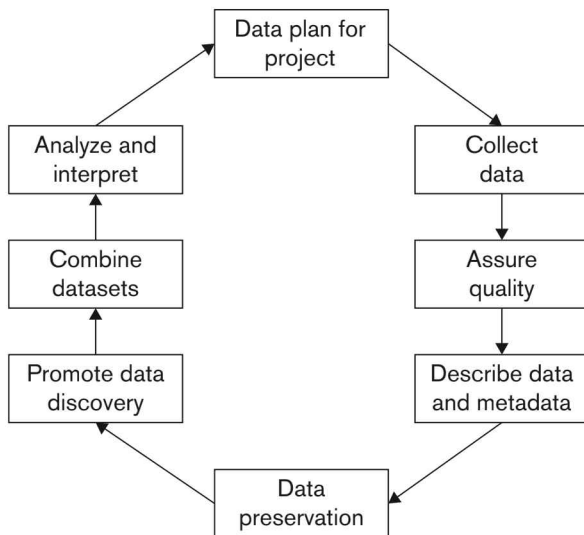 Data plan for
project
Collect
data
Assure
quality
Describe data
and metadata
Data
preservation
Promote data
discovery
Combine
datasets
Analyze and
interpret